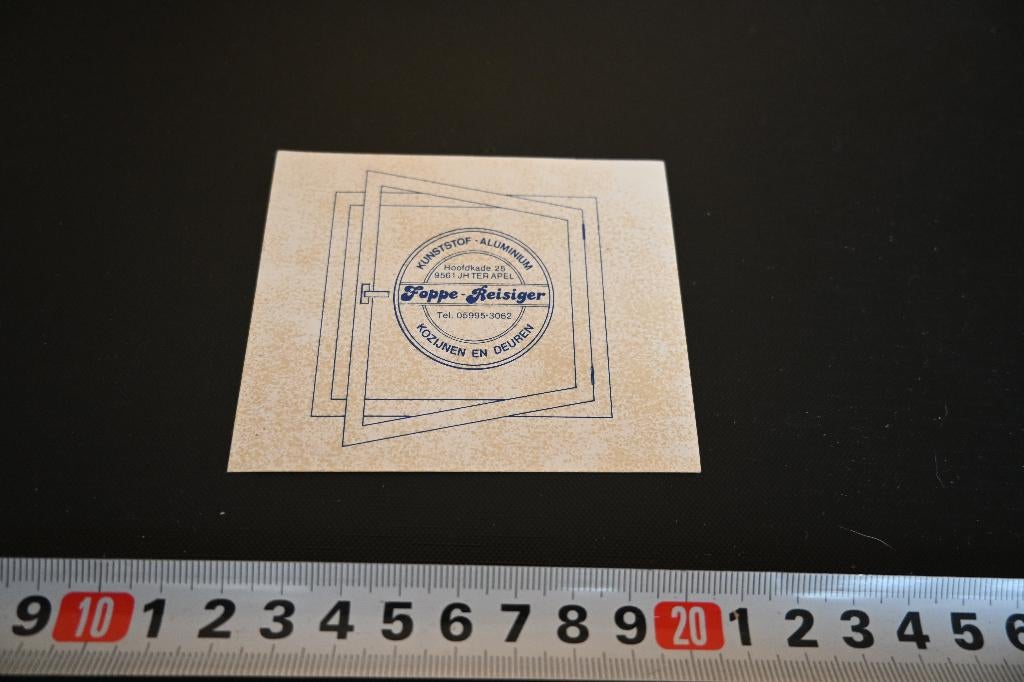 KUNSTSTOF - ALUMINIUM
Hoofdkade 25
9561 JH TER APEL
Foppe - Reisiger
Tel. 05995-3062
KOZIJNEN EN DEUREN
9 10 1 2 3 4 5 6 7 8 9 20 1 2 3 4 5 6